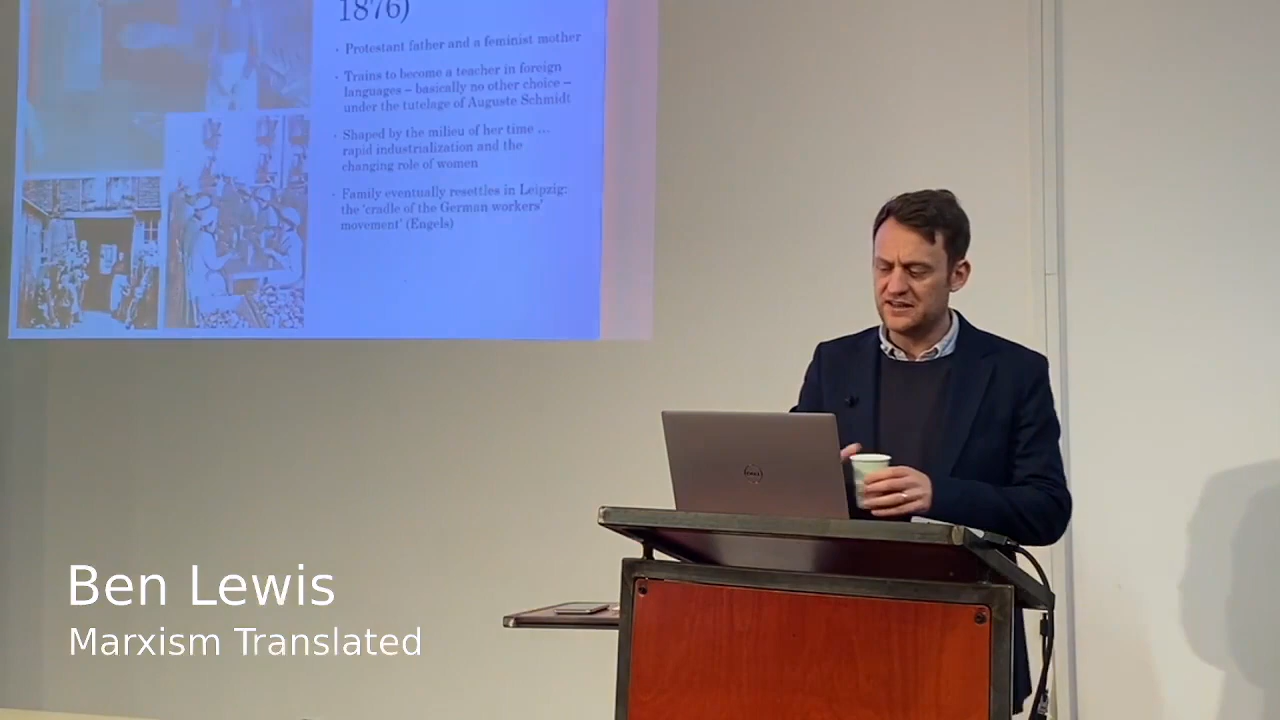 1876)
· Protestant father and a feminist mother
· Trains to become a teacher in foreign
languages – basically no other choice –
under the tutelage of Auguste Schmidt
· Shaped by the milieu of her time ...
rapid industrialization and the
changing role of women
· Family eventually resettles in Leipzig:
the 'cradle of the German workers'
movement' (Engels)
DELL
Ben Lewis
Marxism Translated